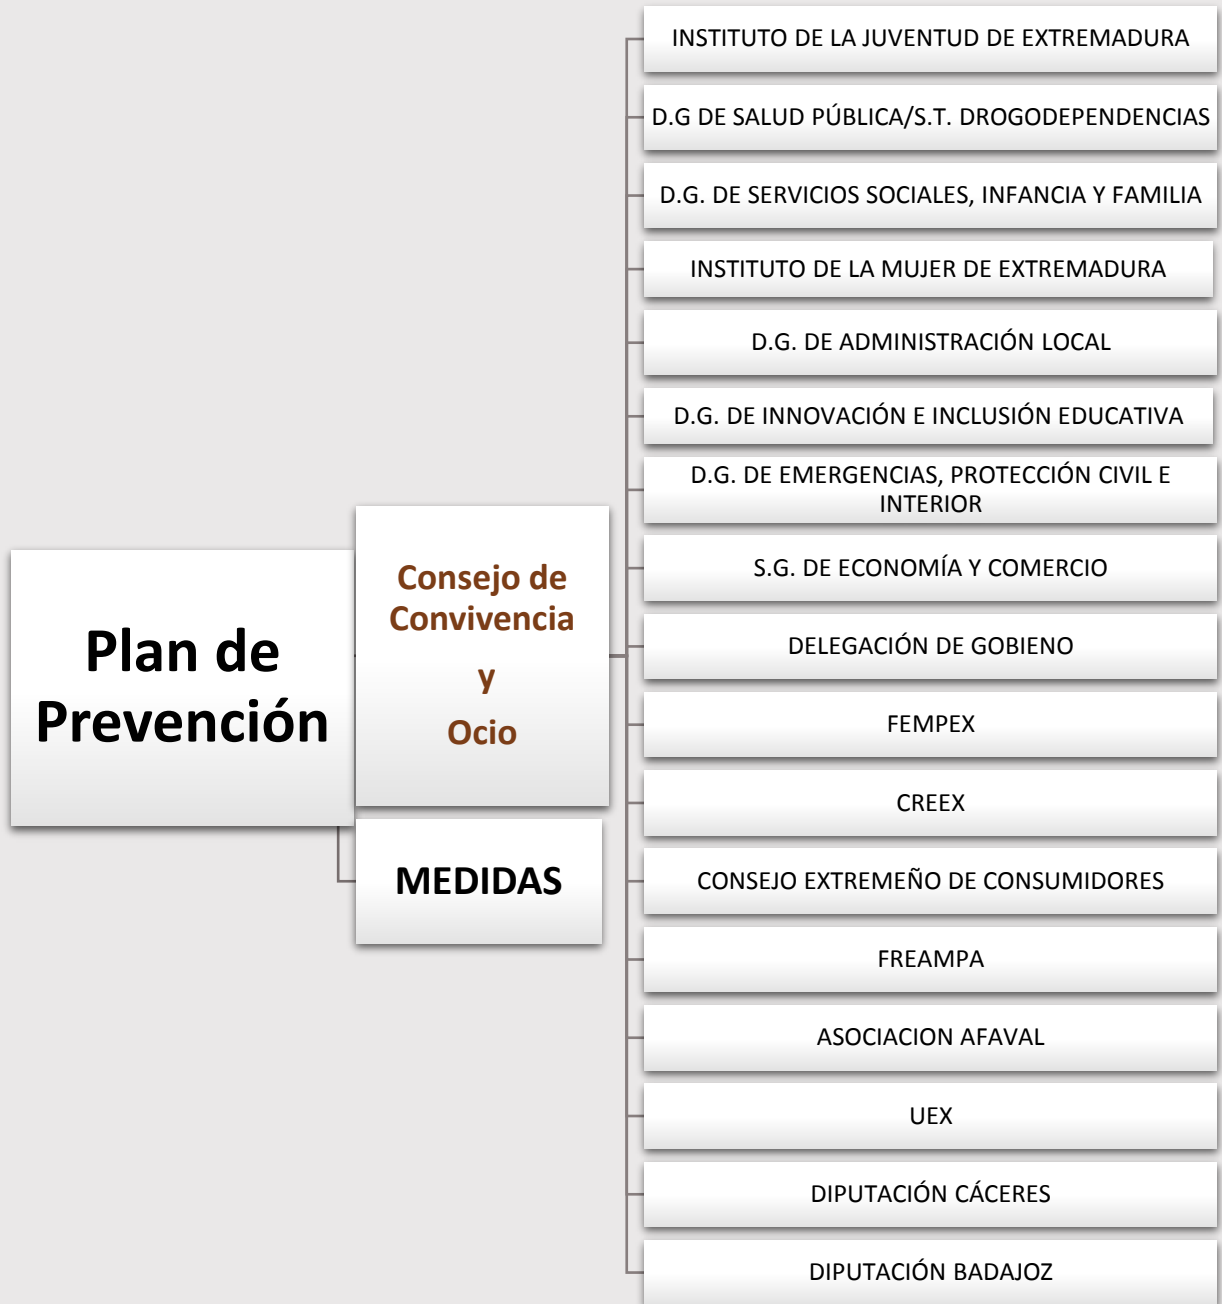 Plan de
Prevención
Consejo de
Convivencia
y
Ocio
MEDIDAS
INSTITUTO DE LA JUVENTUD DE EXTREMADURA
D.G DE SALUD PÚBLICA/S.T. DROGODEPENDENCIAS
D.G. DE SERVICIOS SOCIALES, INFANCIA Y FAMILIA
INSTITUTO DE LA MUJER DE EXTREMADURA
D.G. DE ADMINISTRACIÓN LOCAL
D.G. DE INNOVACIÓN E INCLUSIÓN EDUCATIVA
D.G. DE EMERGENCIAS, PROTECCIÓN CIVIL E
INTERIOR
S.G. DE ECONOMÍA Y COMERCIO
DELEGACIÓN DE GOBIENO
FEMPEX
CREEX
CONSEJO EXTREMEÑO DE CONSUMIDORES
FREAMPA
ASOCIACION AFAVAL
UEX
DIPUTACIÓN CÁCERES
DIPUTACIÓN BADAJOZ